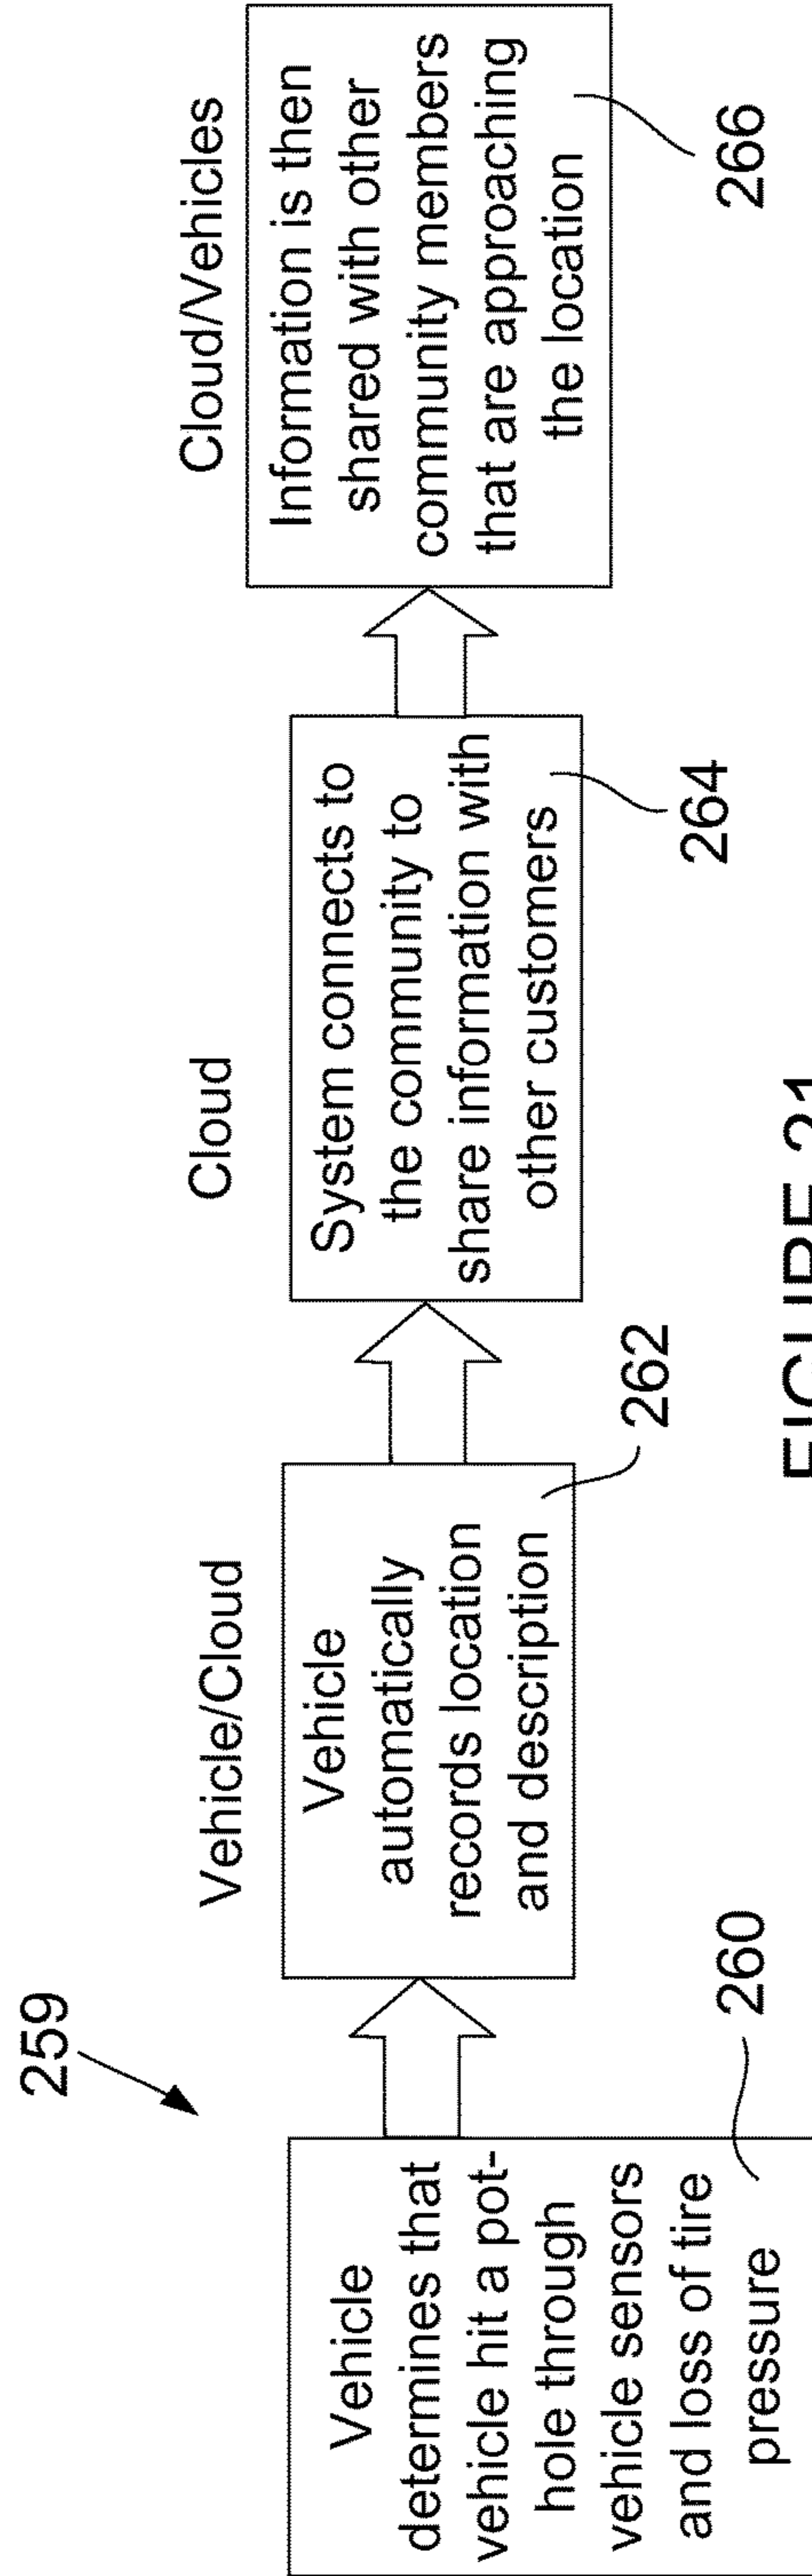 259
Vehicle
determines that
vehicle hit a pot-
hole through
vehicle sensors
and loss of tire
pressure
260
Vehicle/Cloud
Vehicle
automatically
records location
and description
262
Cloud
System connects to
the community to
share information with
other customers
264
Cloud/Vehicles
Information is then
shared with other
community members
that are approaching
the location
266
FIGURE 21